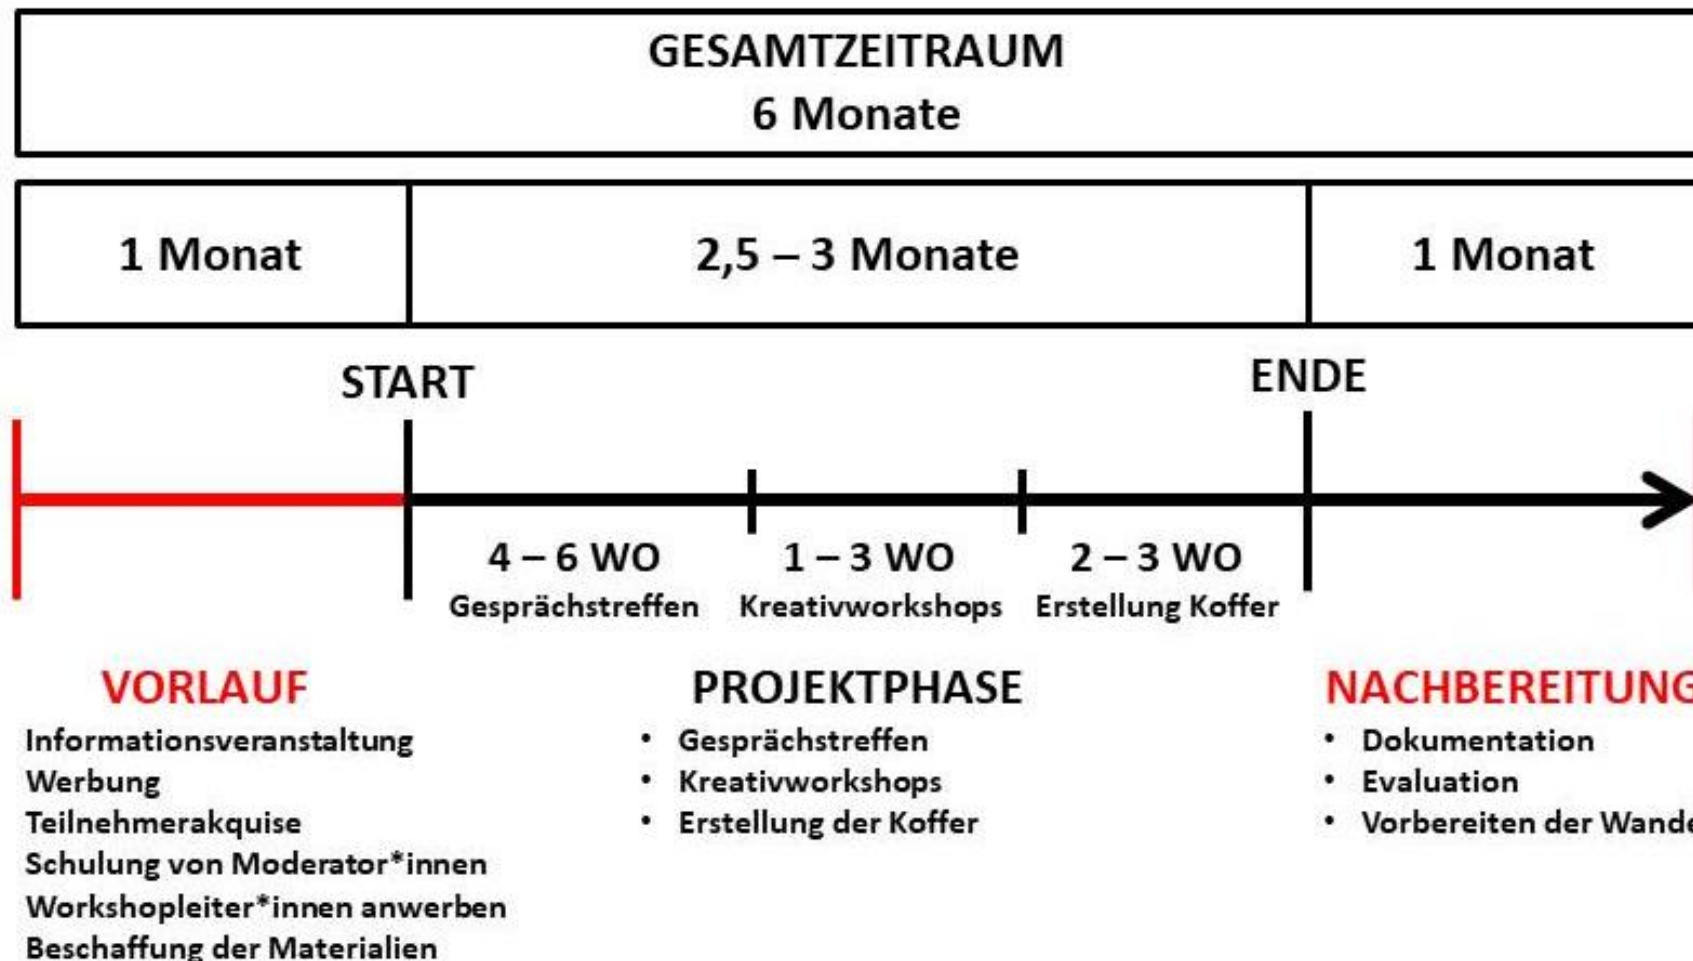 GESAMTZEITRAUM
6 Monate
1 Monat
2,5 – 3 Monate
1 Monat
START
ENDE
4 – 6 WO
Gesprächstreffen
1 – 3 WO
Kreativworkshops
2 – 3 WO
Erstellung Koffer
VORLAUF
Informationsveranstaltung
Werbung
Teilnehmerakquise
Schulung von Moderator*innen
Workshopleiter*innen anwerben
Beschaffung der Materialien
PROJEKTPHASE
• Gesprächstreffen
• Kreativworkshops
• Erstellung der Koffer
NACHBEREITUNG
• Dokumentation
• Evaluation
• Vorbereiten der Wande